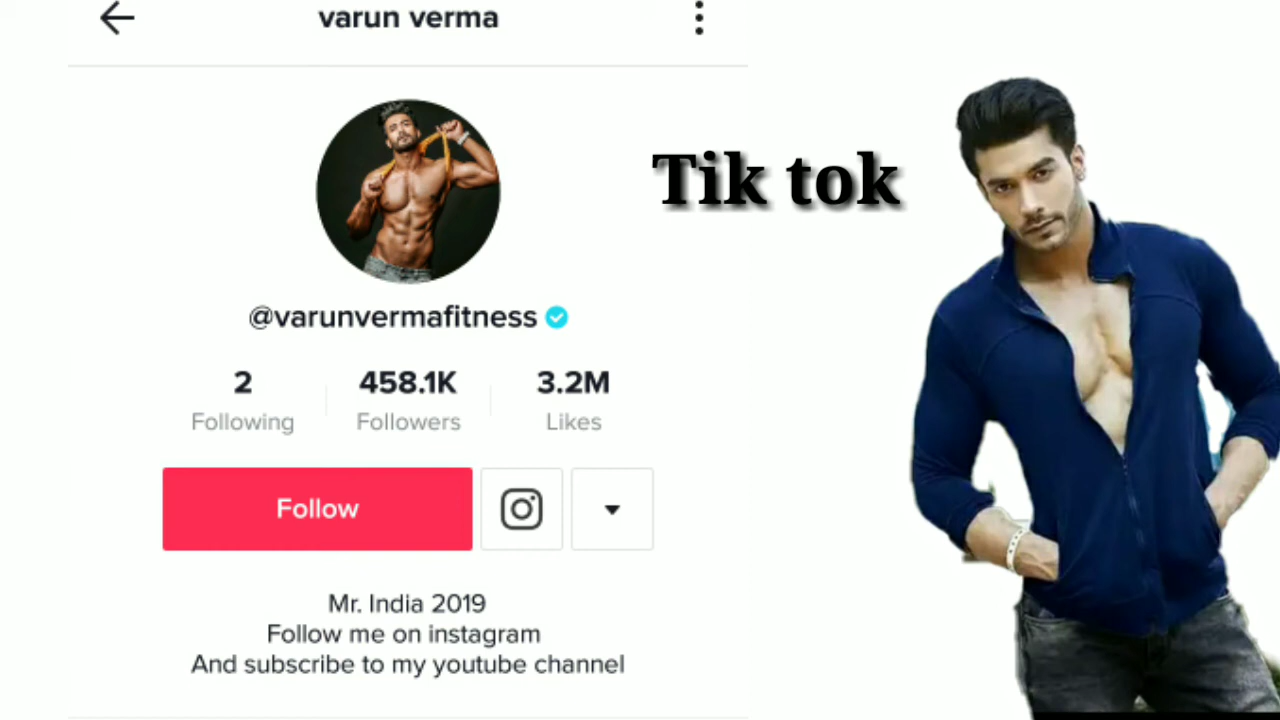 varun verma
Tik tok
@varunvermafitness
2 458.1K 3.2M
Following Followers Likes
Follow
Mr. India 2019
Follow me on instagram
And subscribe to my youtube channel